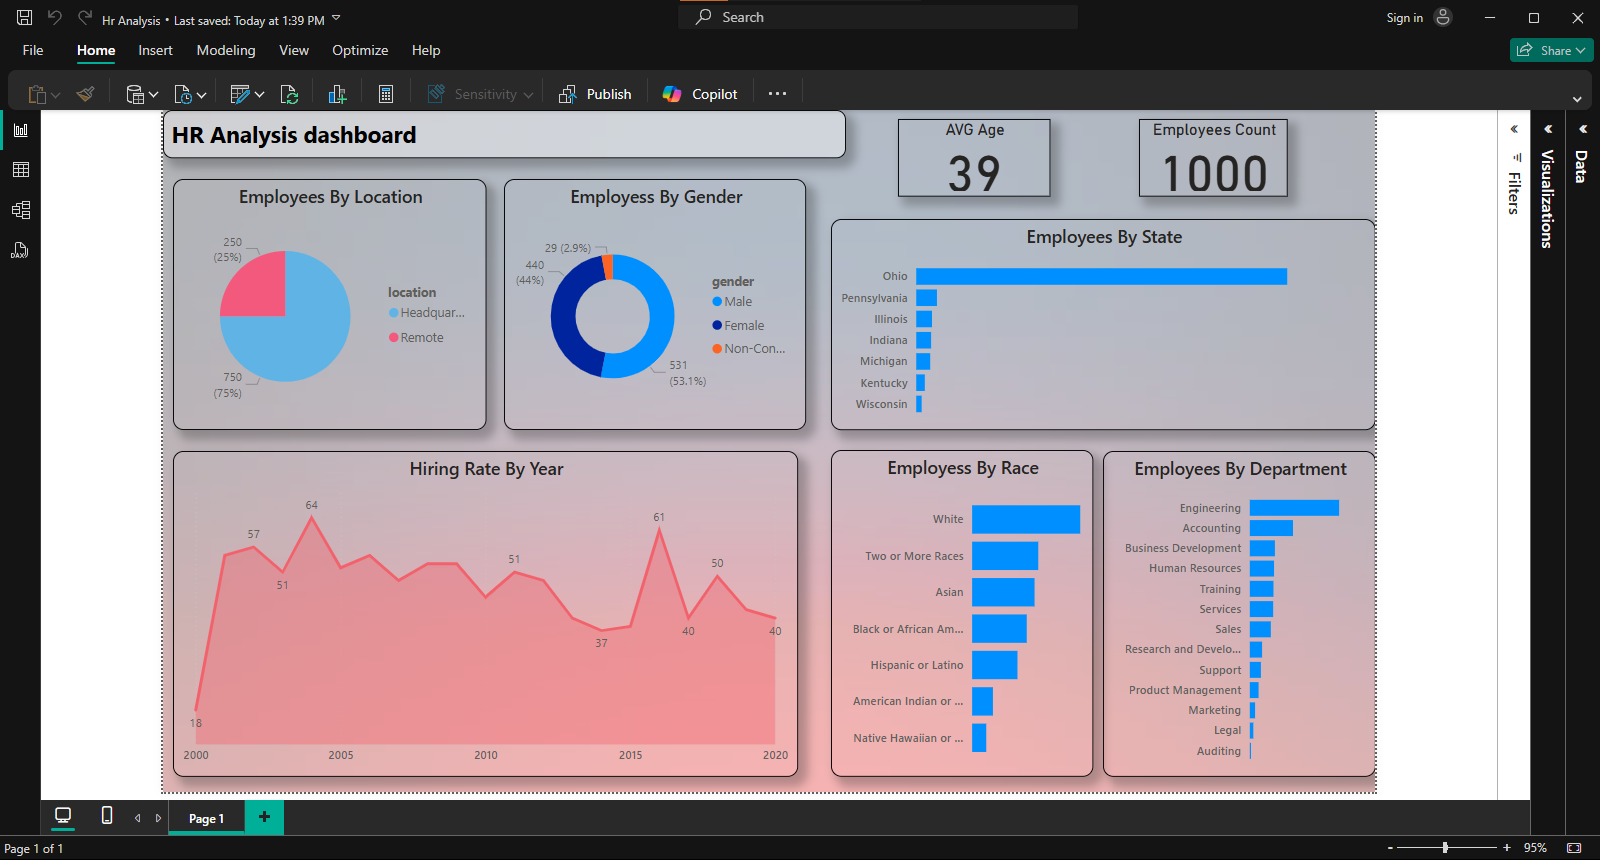 Hr Analysis • Last saved: Today at 1:39 PM
Search
Sign in
File Home Insert Modeling View Optimize Help
Share
Sensitivity
Publish
Copilot
HR Analysis dashboard
AVG Age
39
Employees Count
1000
Filters
Visualizations
Data
DAX
Employees By Location
250
(25%)
750
(75%)
location
Headquar...
Remote
Employess By Gender
29 (2.9%)
440
(44%)
531
(53.1%)
gender
Male
Female
Non-Con...
Employees By State
Ohio
Pennsylvania
Illinois
Indiana
Michigan
Kentucky
Wisconsin
Hiring Rate By Year
18
57
51
64
51
37
61
40
50
40
2000 2005 2010 2015 2020
Employess By Race
White
Two or More Races
Asian
Black or African Am...
Hispanic or Latino
American Indian or ...
Native Hawaiian or ...
Employees By Department
Engineering
Accounting
Business Development
Human Resources
Training
Services
Sales
Research and Develo...
Support
Product Management
Marketing
Legal
Auditing
Page 1
+
Page 1 of 1
- + 95%